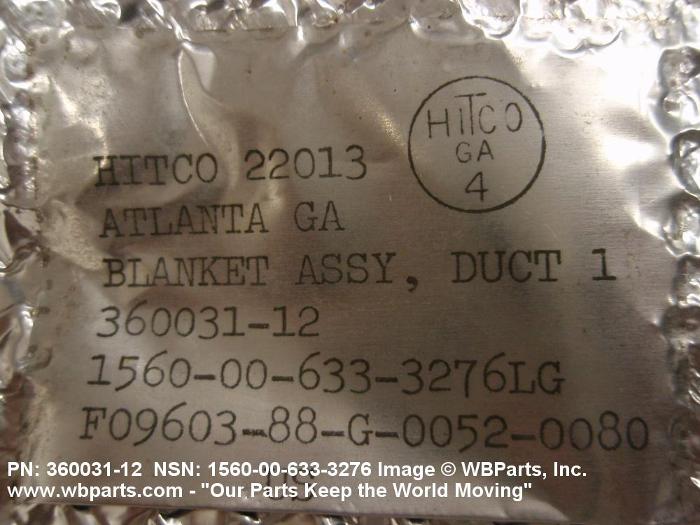 HITCO
GA
4
HITCO 22013
ATLANTA GA
BLANKET ASSY, DUCT 1
360031-12
1560-00-633-3276LG
F09603-88-G-0052-0080
US
PN: 360031-12 NSN: 1560-00-633-3276 Image © WBParts, Inc.
www.wbparts.com - "Our Parts Keep the World Moving"